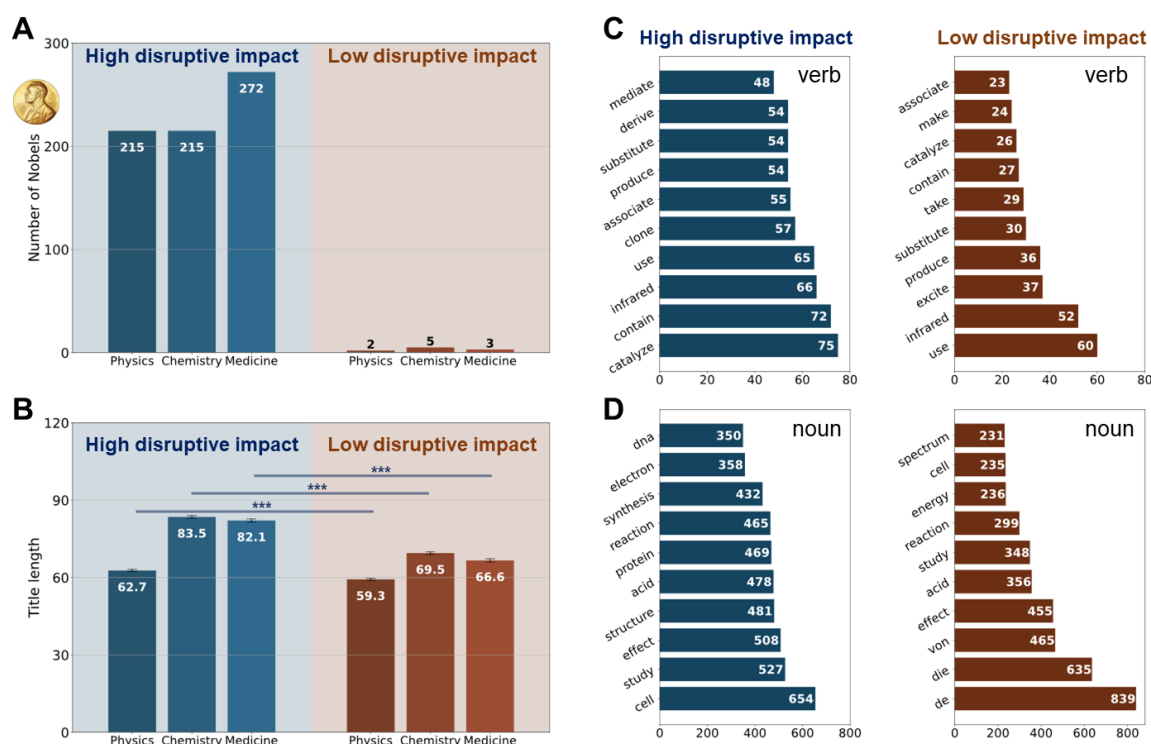 A
High disruptive impact
Low disruptive impact
Number of Nobels
300
200
100
0
215
215
272
2
5
3
Physics Chemistry Medicine
Physics Chemistry Medicine
B
High disruptive impact
Low disruptive impact
Title length
120
90
60
30
0
***
***
***
62.7
83.5
82.1
59.3
69.5
66.6
Physics Chemistry Medicine
Physics Chemistry Medicine
C
High disruptive impact
verb
mediate 48
derive 54
substitute 54
produce 54
associate 55
clone 57
use 65
infrared 66
contain 72
catalyze 75
0 20 40 60 80
Low disruptive impact
verb
associate 23
make 24
catalyze 26
contain 27
take 29
substitute 30
produce 36
excite 37
infrared 52
use 60
0 20 40 60 80
D
noun
dna 350
electron 358
synthesis 432
reaction 465
protein 469
acid 478
structure 481
effect 508
study 527
cell 654
0 200 400 600 800
noun
spectrum 231
cell 235
energy 236
reaction 299
study 348
acid 356
effect 455
von 465
die 635
de 839
0 200 400 600 800